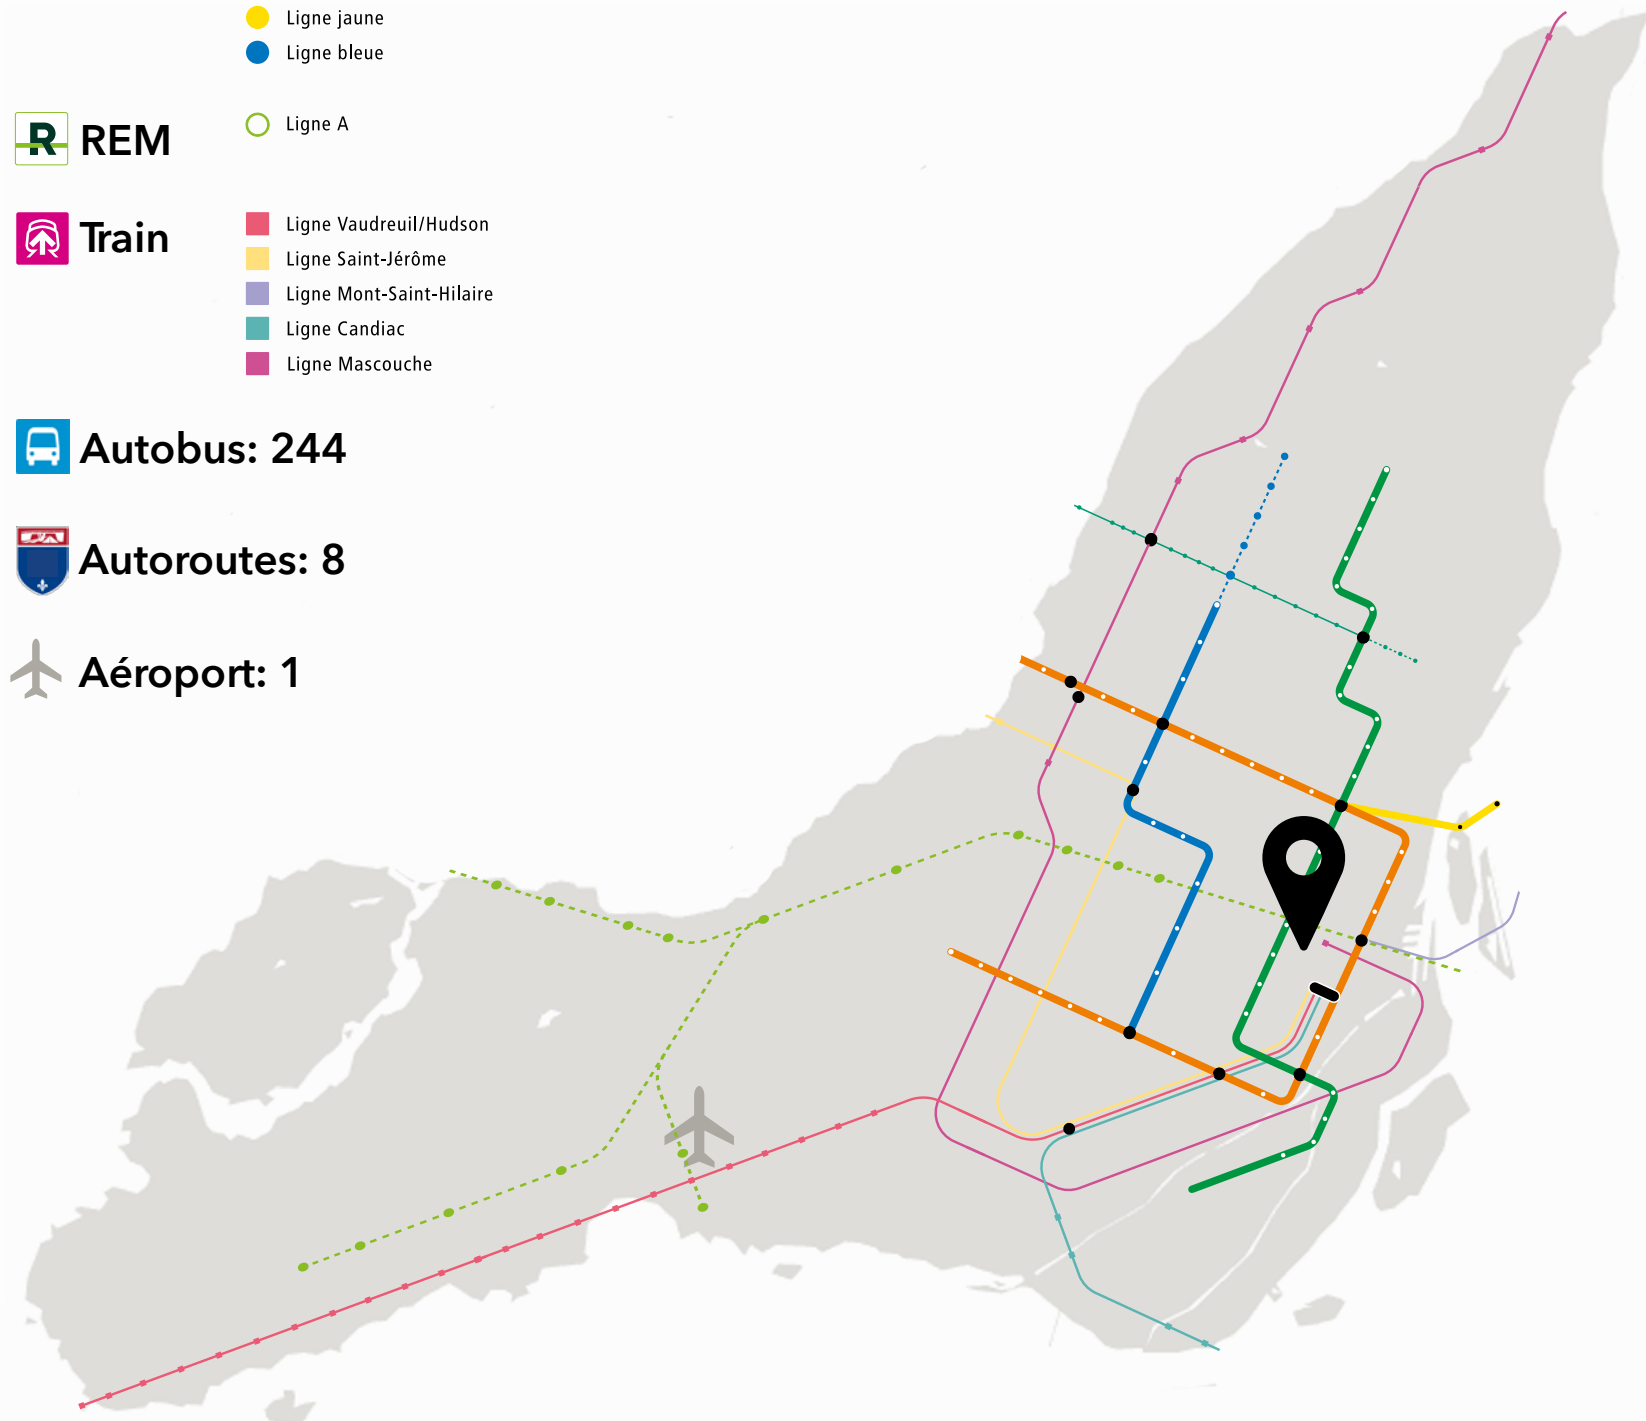 Ligne jaune
Ligne bleue
R REM
Ligne A
Train
Ligne Vaudreuil/Hudson
Ligne Saint-Jérôme
Ligne Mont-Saint-Hilaire
Ligne Candiac
Ligne Mascouche
Autobus: 244
Autoroutes: 8
Aéroport: 1